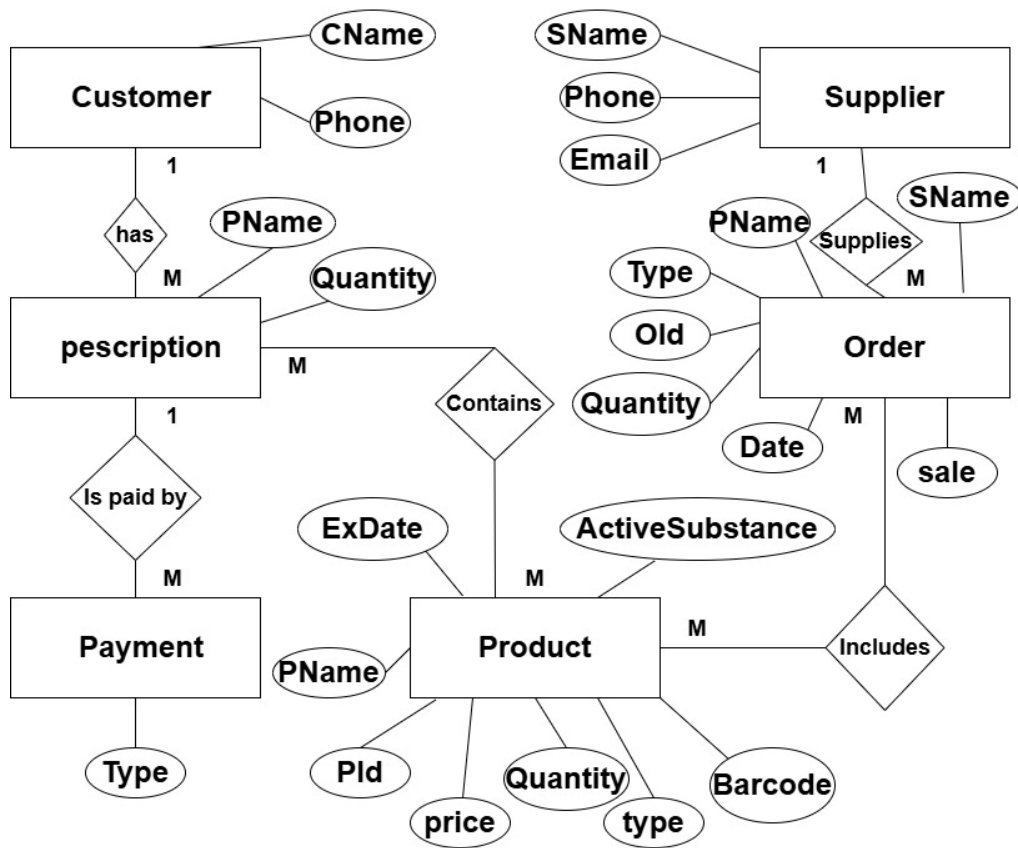 CName
SName
Customer
Supplier
Phone
Phone
Email
1
1
SName
PName
PName
has
Supplies
Type
Quantity
M
M
OId
pescription
Order
M
Contains
Quantity
1
M
Date
sale
Is paid by
ExDate
ActiveSubstance
M
M
M
Payment
Product
Includes
PName
Type
PId
Quantity
Barcode
price
type